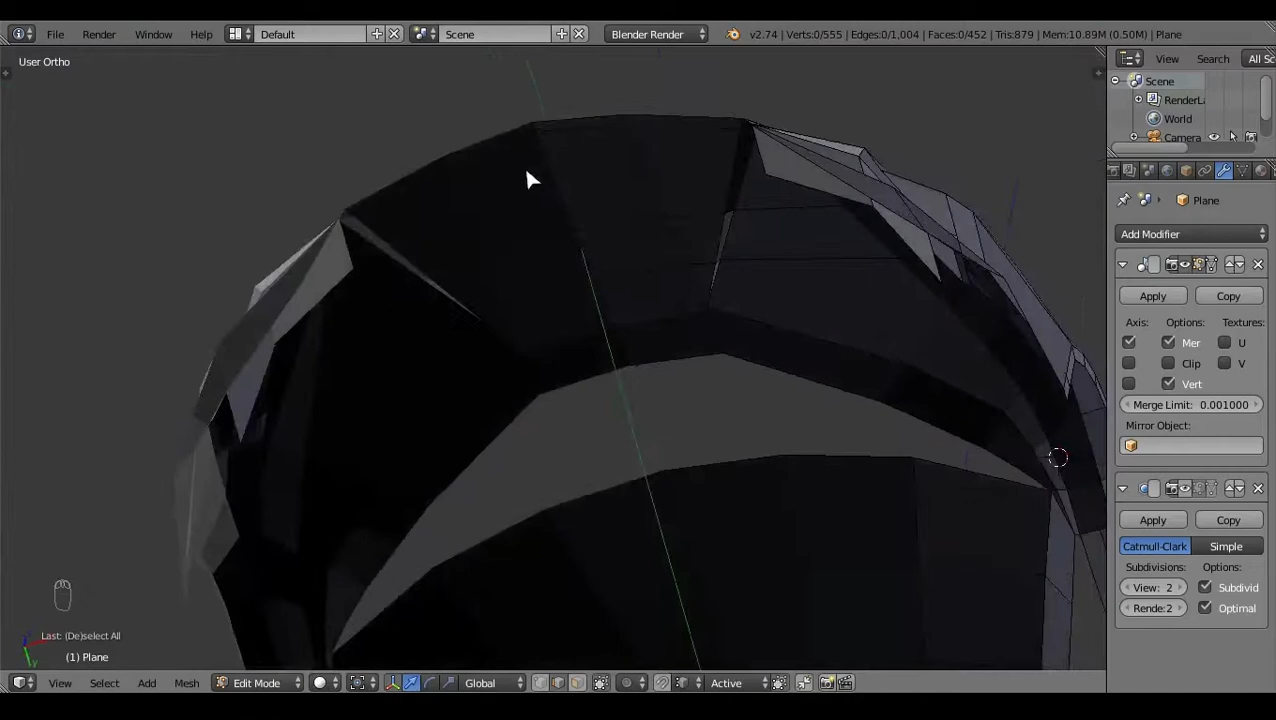 File Render Window Help Default Scene Blender Render v2.74 | Verts:0/555 | Edges:0/1,004 | Faces:0/452 | Tris:879 | Mem:10.89M (0.50M) | Plane
User Ortho
View Search All Sc
Scene
RenderL
World
Camera
Plane
Add Modifier
Apply Copy
Axis: Options: Textures:
Mer U
Clip V
Vert
Merge Limit: 0.001000
Mirror Object:
Apply Copy
Catmull-Clark Simple
Subdivisions: Options:
View: 2 Subdivid
Rende:2 Optimal
Last: (De)select All
(1) Plane
View Select Add Mesh Edit Mode Global Active